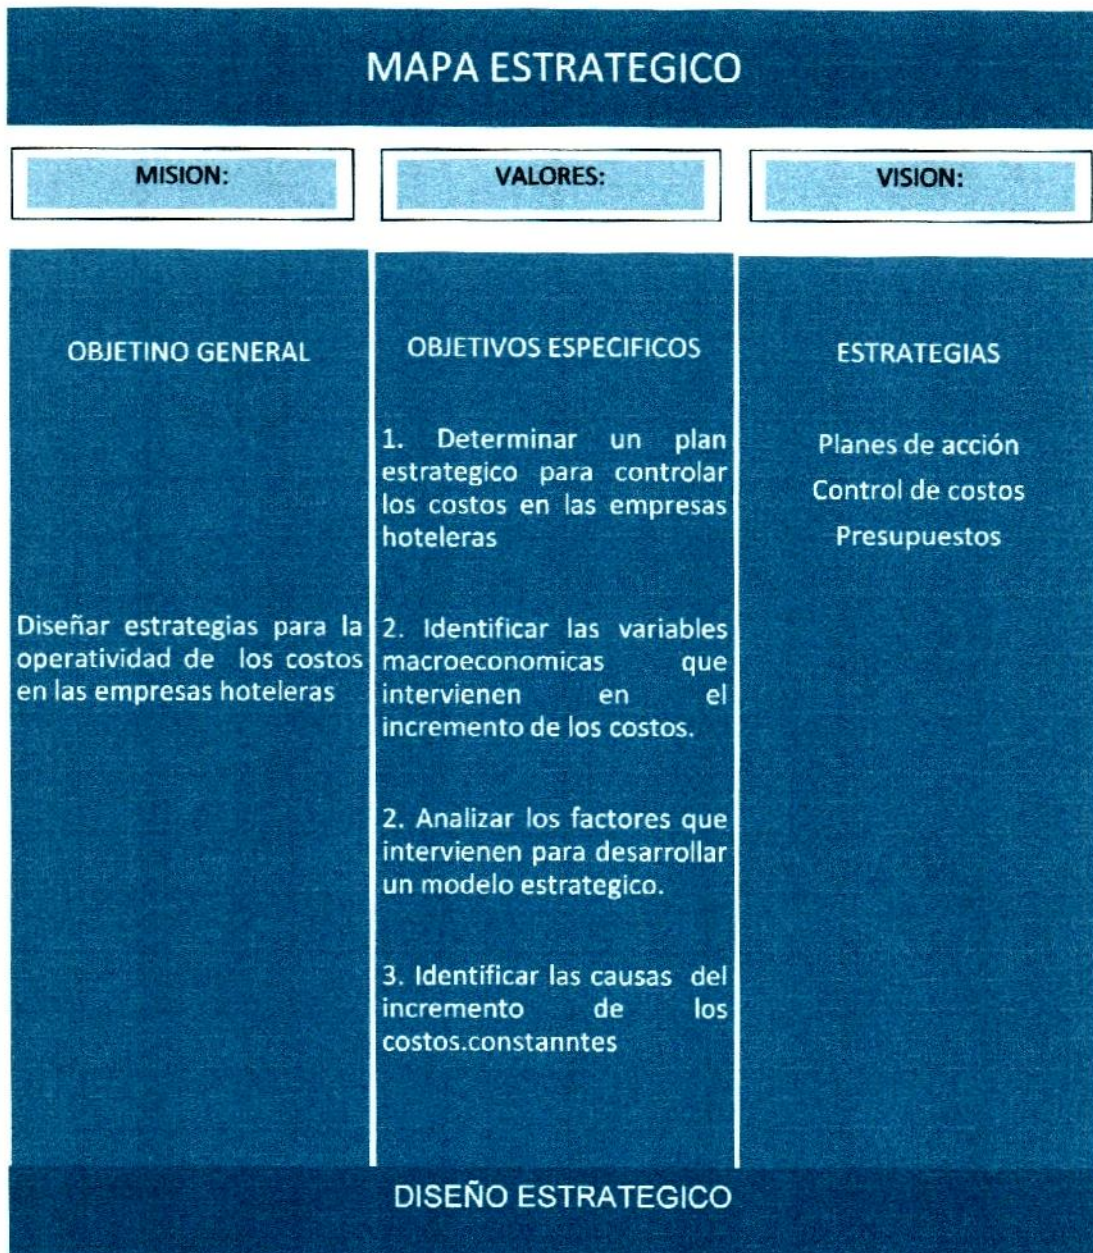 MAPA ESTRATEGICO
MISION:
VALORES:
VISION:
OBJETINO GENERAL
Diseñar estrategias para la
operatividad de los costos
en las empresas hoteleras
OBJETIVOS ESPECIFICOS
1. Determinar un plan
estrategico para controlar
los costos en las empresas
hoteleras
2. Identificar las variables
macroeconomicas que
intervienen en el
incremento de los costos.
2. Analizar los factores que
intervienen para desarrollar
un modelo estrategico.
3. Identificar las causas del
incremento de los
costos.constanntes
ESTRATEGIAS
Planes de acción
Control de costos
Presupuestos
DISEÑO ESTRATEGICO